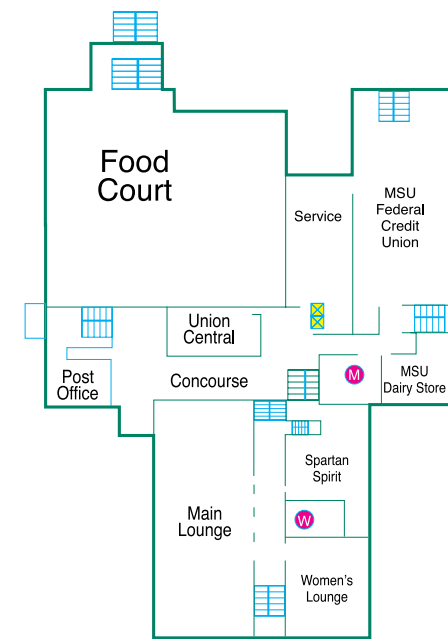 Food
Court
Service
MSU
Federal
Credit
Union
Union
Central
Post
Office
Concourse
M
MSU
Dairy Store
Spartan
Spirit
Main
Lounge
W
Women's
Lounge